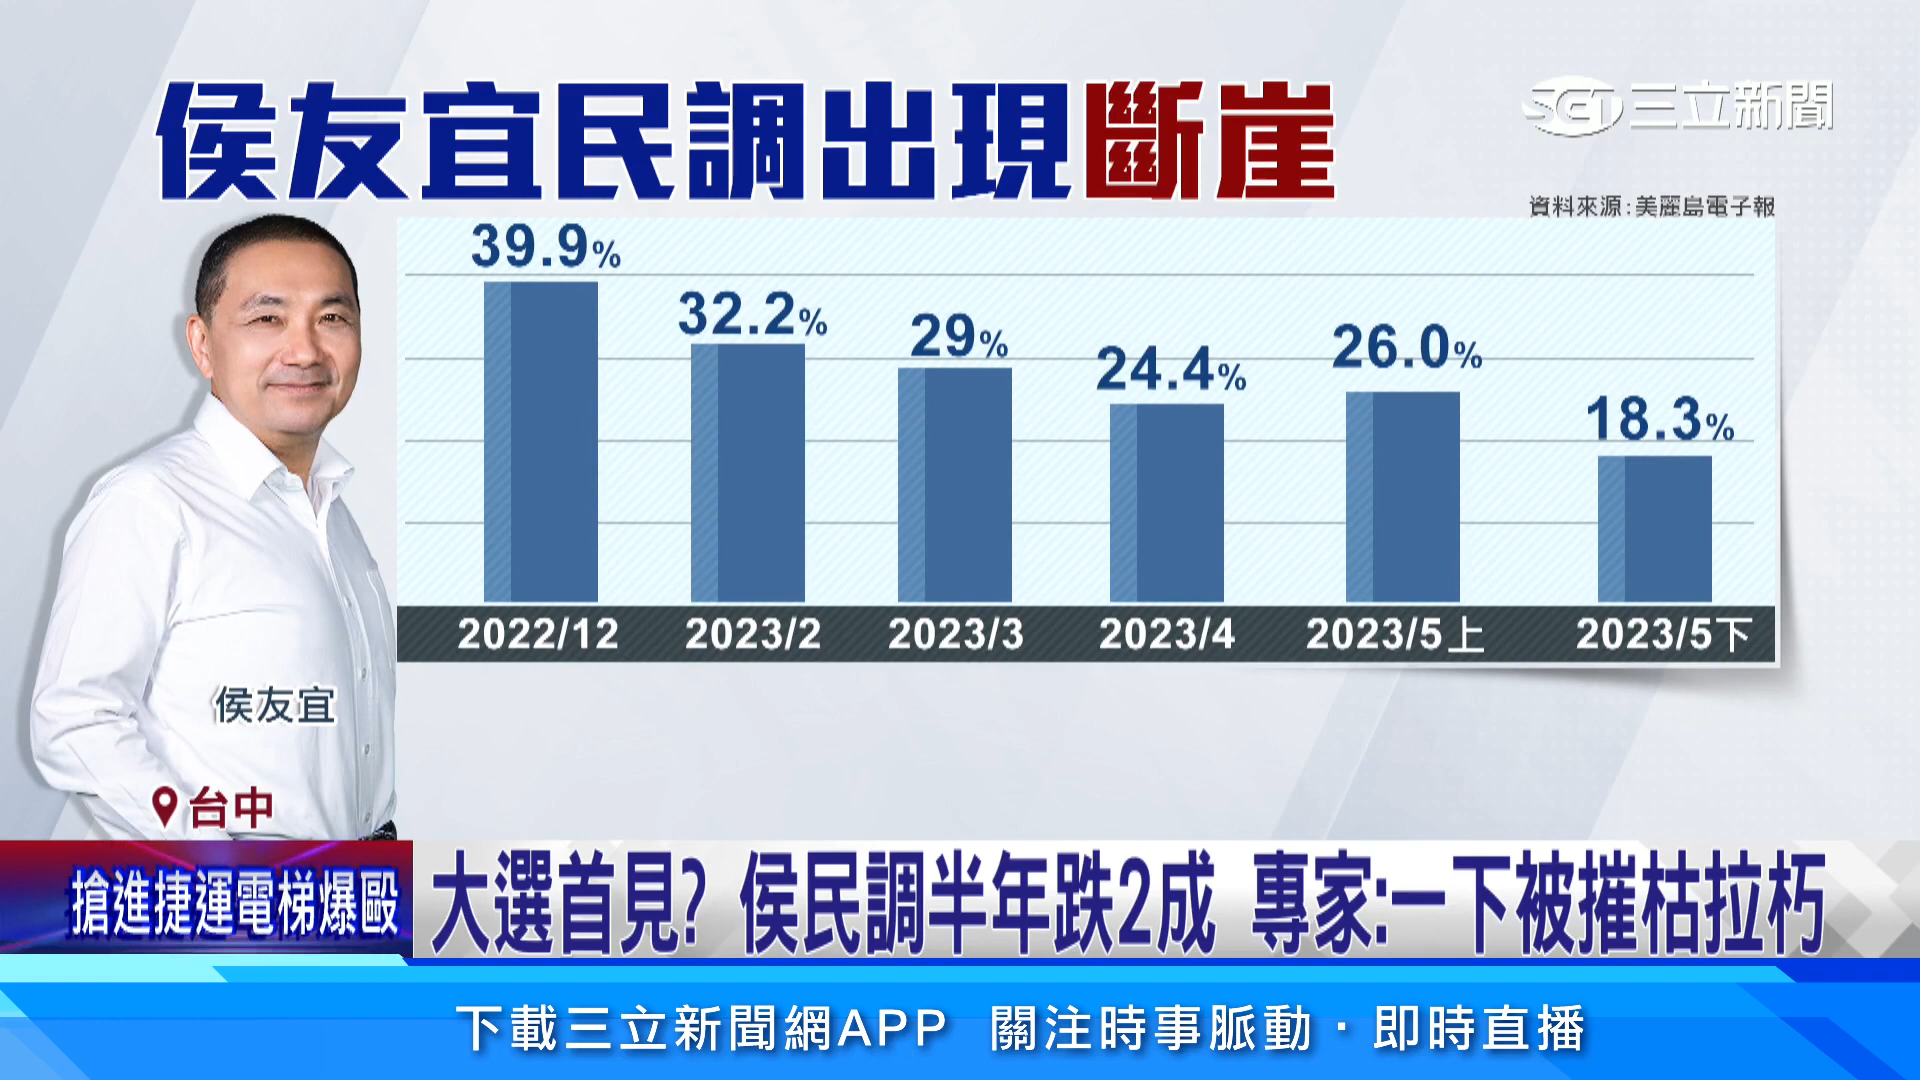 侯友宜民調出現斷崖
SET三立新聞
資料來源:美麗島電子報
39.9%
32.2%
29%
24.4%
26.0%
18.3%
2022/12
2023/2
2023/3
2023/4
2023/5上
2023/5下
侯友宜
台中
搶進捷運電梯爆毆
大選首見? 侯民調半年跌2成 專家:一下被摧枯拉朽
下載三立新聞網APP 關注時事脈動・即時直播